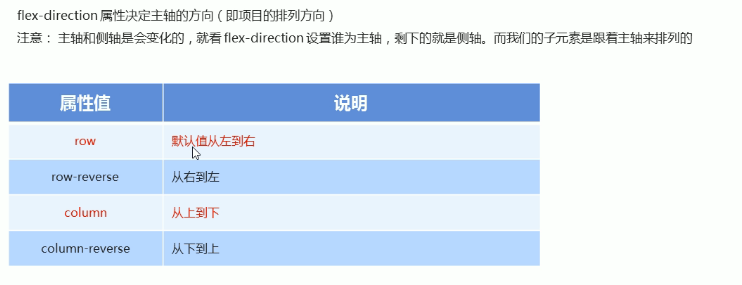 flex-direction 属性决定主轴的方向（即项目的排列方向）
注意： 主轴和侧轴是会变化的，就看 flex-direction 设置谁为主轴，剩下的就是侧轴。而我们的子元素是跟着主轴来排列的
属性值 说明
row 默认值从左到右
row-reverse 从右到左
column 从上到下
column-reverse 从下到上